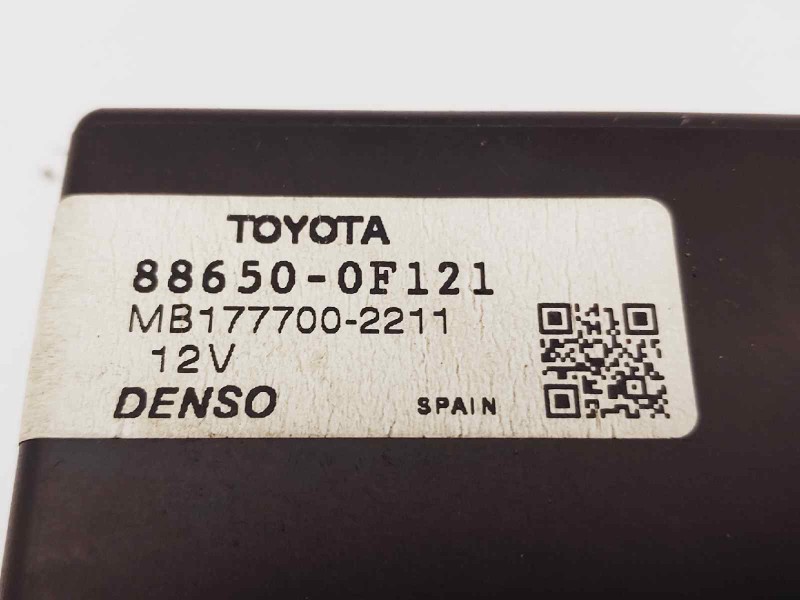 TOYOTA
88650-0F121
MB177700-2211
12V
DENSO SPAIN